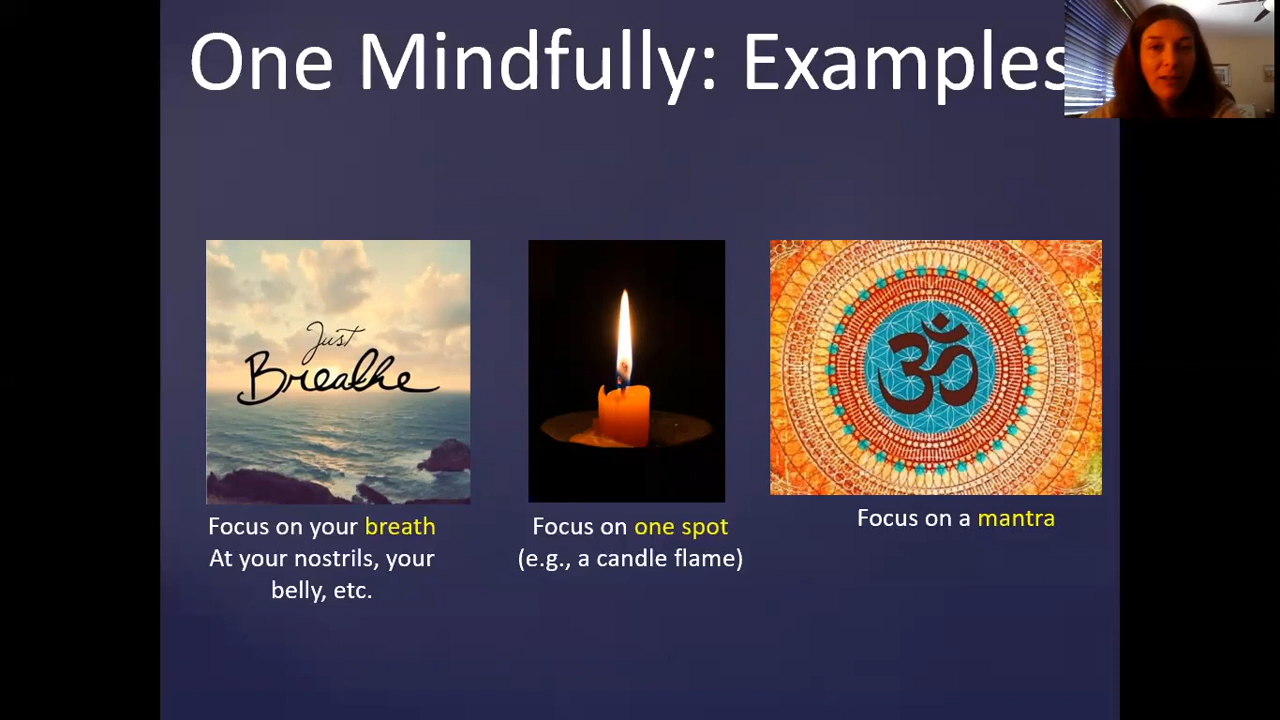 One Mindfully: Examples
Just
Breathe
ॐ
Focus on your breath
At your nostrils, your
belly, etc.
Focus on one spot
(e.g., a candle flame)
Focus on a mantra